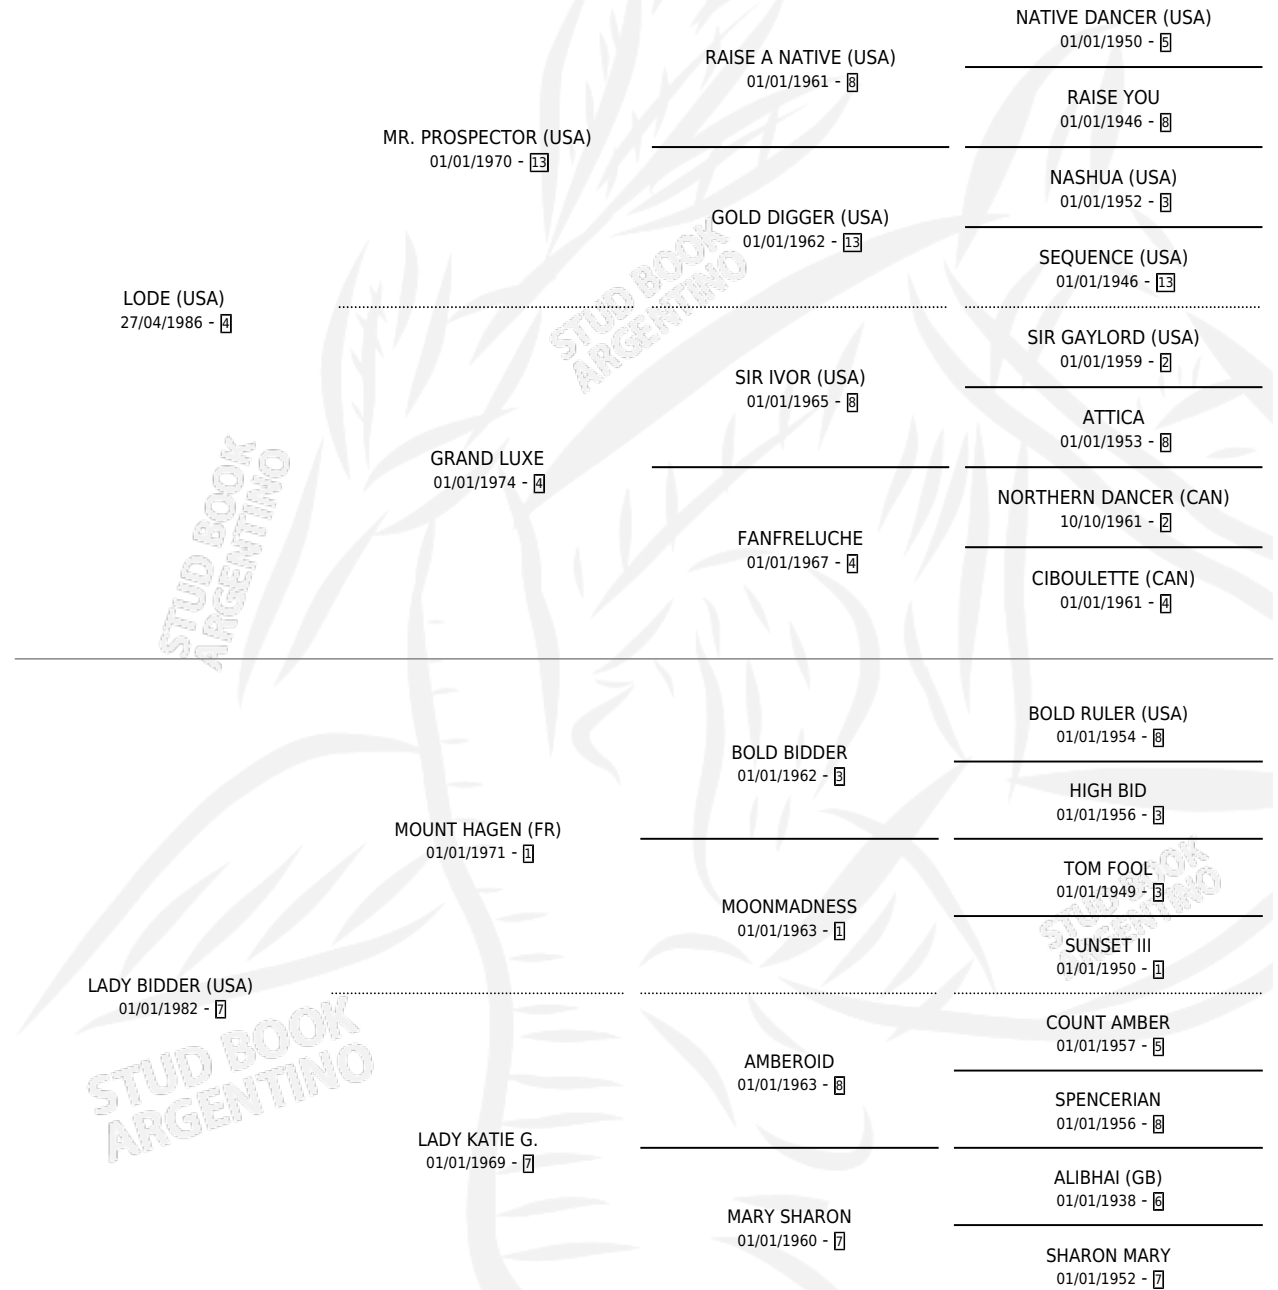 NATIVE DANCER (USA)
01/01/1950 - 5
RAISE A NATIVE (USA)
01/01/1961 - 8
RAISE YOU
01/01/1946 - 8
MR. PROSPECTOR (USA)
01/01/1970 - 13
NASHUA (USA)
01/01/1952 - 3
GOLD DIGGER (USA)
01/01/1962 - 13
SEQUENCE (USA)
01/01/1946 - 13
LODE (USA)
27/04/1986 - 4
SIR GAYLORD (USA)
01/01/1959 - 2
SIR IVOR (USA)
01/01/1965 - 8
ATTICA
01/01/1953 - 8
GRAND LUXE
01/01/1974 - 4
NORTHERN DANCER (CAN)
10/10/1961 - 2
FANFRELUCHE
01/01/1967 - 4
CIBOULETTE (CAN)
01/01/1961 - 4
STUD BOOK
ARGENTINO
STUD BOOK
ARGENTINO
BOLD RULER (USA)
01/01/1954 - 8
BOLD BIDDER
01/01/1962 - 3
HIGH BID
01/01/1956 - 3
MOUNT HAGEN (FR)
01/01/1971 - 1
TOM FOOL
01/01/1949 - 3
MOONMADNESS
01/01/1963 - 1
SUNSET III
01/01/1950 - 1
STUD BOOK
ARGENTINO
LADY BIDDER (USA)
01/01/1982 - 7
COUNT AMBER
01/01/1957 - 5
AMBEROID
01/01/1963 - 8
SPENCERIAN
01/01/1956 - 8
STUD BOOK
ARGENTINO
LADY KATIE G.
01/01/1969 - 7
ALIBHAI (GB)
01/01/1938 - 6
MARY SHARON
01/01/1960 - 7
SHARON MARY
01/01/1952 - 7